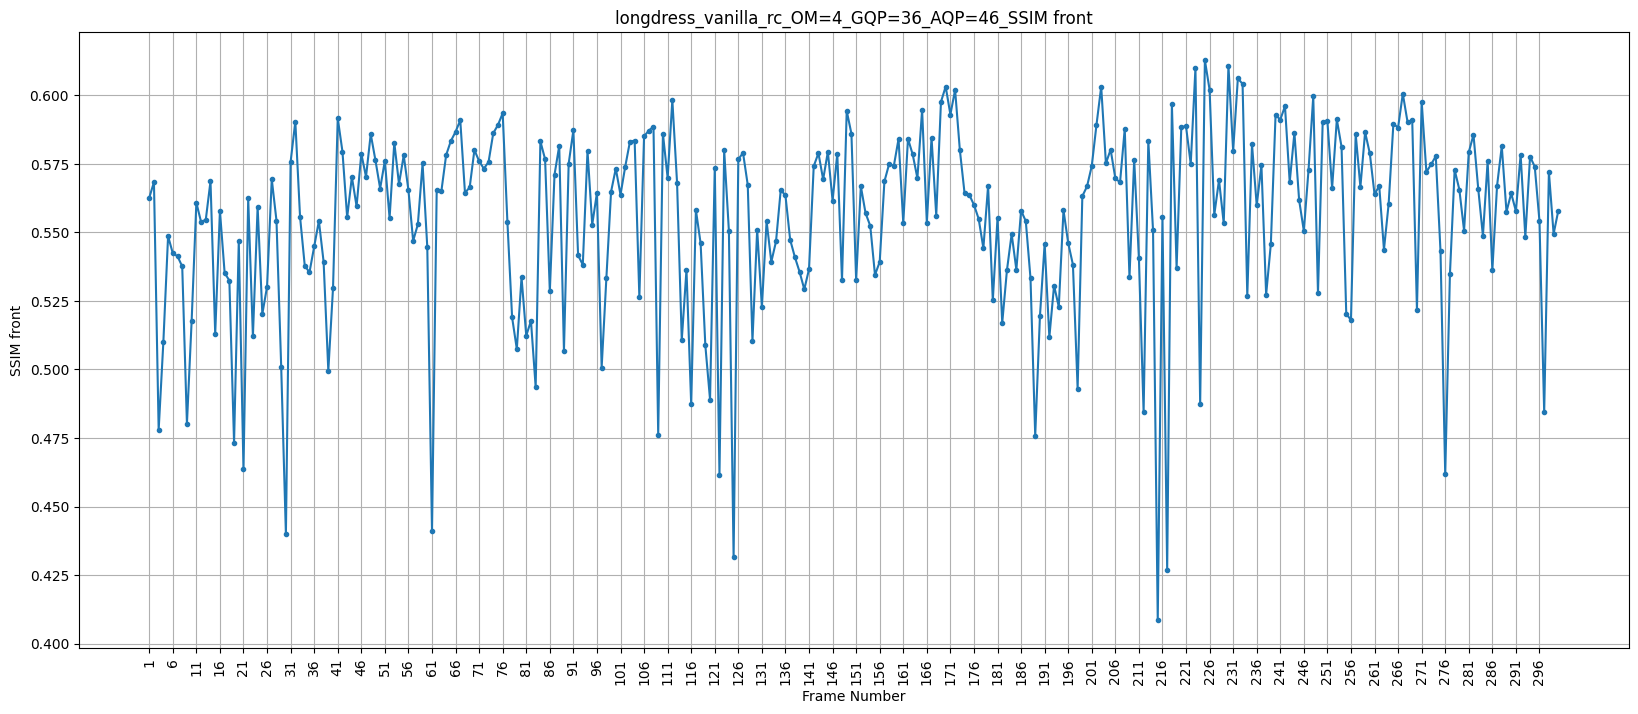 longdress_vanilla_rc_OM=4_GQP=36_AQP=46_SSIM front
SSIM front
0.600
0.575
0.550
0.525
0.500
0.475
0.450
0.425
0.400
1 6 11 16 21 26 31 36 41 46 51 56 61 66 71 76 81 86 91 96 101 106 111 116 121 126 131 136 141 146 151 156 161 166 171 176 181 186 191 196 201 206 211 216 221 226 231 236 241 246 251 256 261 266 271 276 281 286 291 296
Frame Number